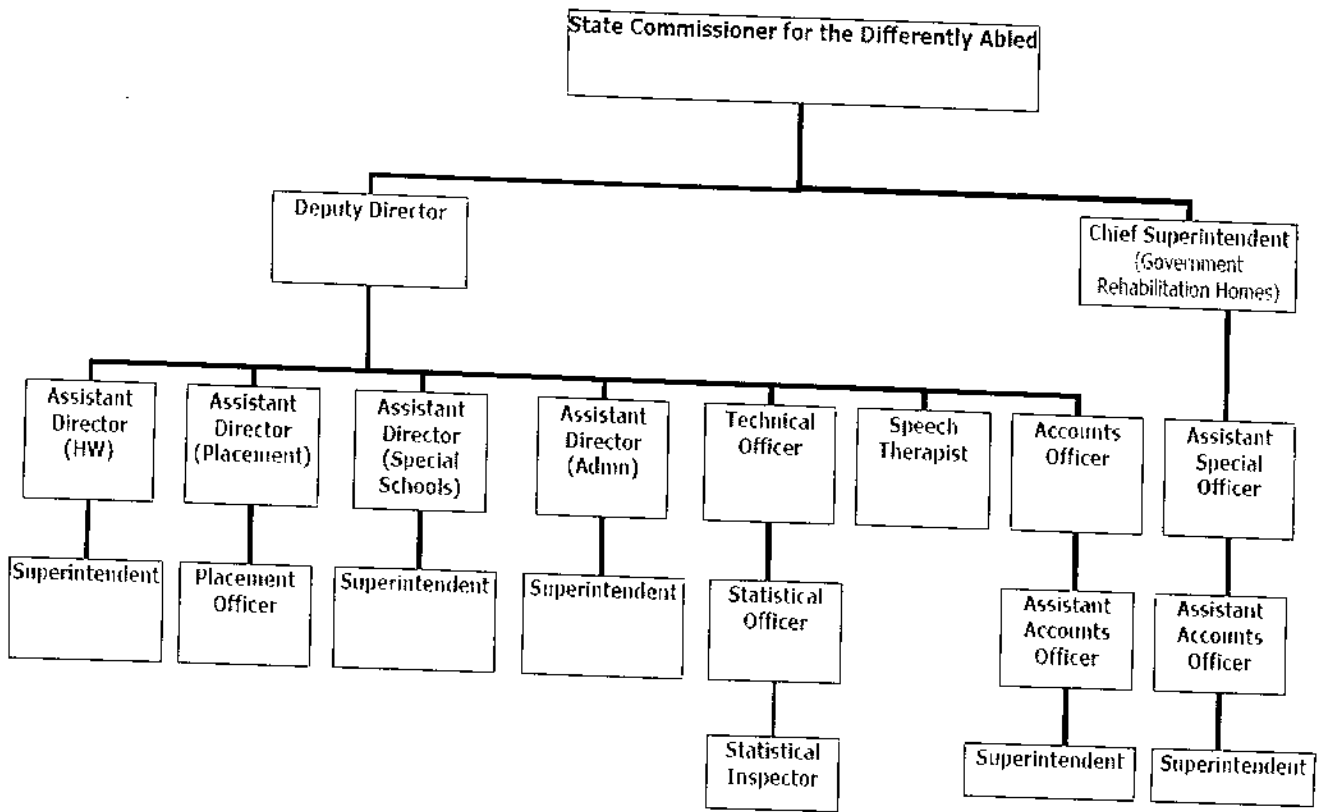 State Commissioner for the Differently Abled
Deputy Director
Chief Superintendent
(Government
Rehabilitation Homes)
Assistant
Director
(HW)
Assistant
Director
(Placement)
Assistant
Director
(Special
Schools)
Assistant
Director
(Admn)
Technical
Officer
Speech
Therapist
Accounts
Officer
Assistant
Special
Officer
Superintendent
Placement
Officer
Superintendent
Superintendent
Statistical
Officer
Assistant
Accounts
Officer
Assistant
Accounts
Officer
Statistical
Inspector
Superintendent
Superintendent